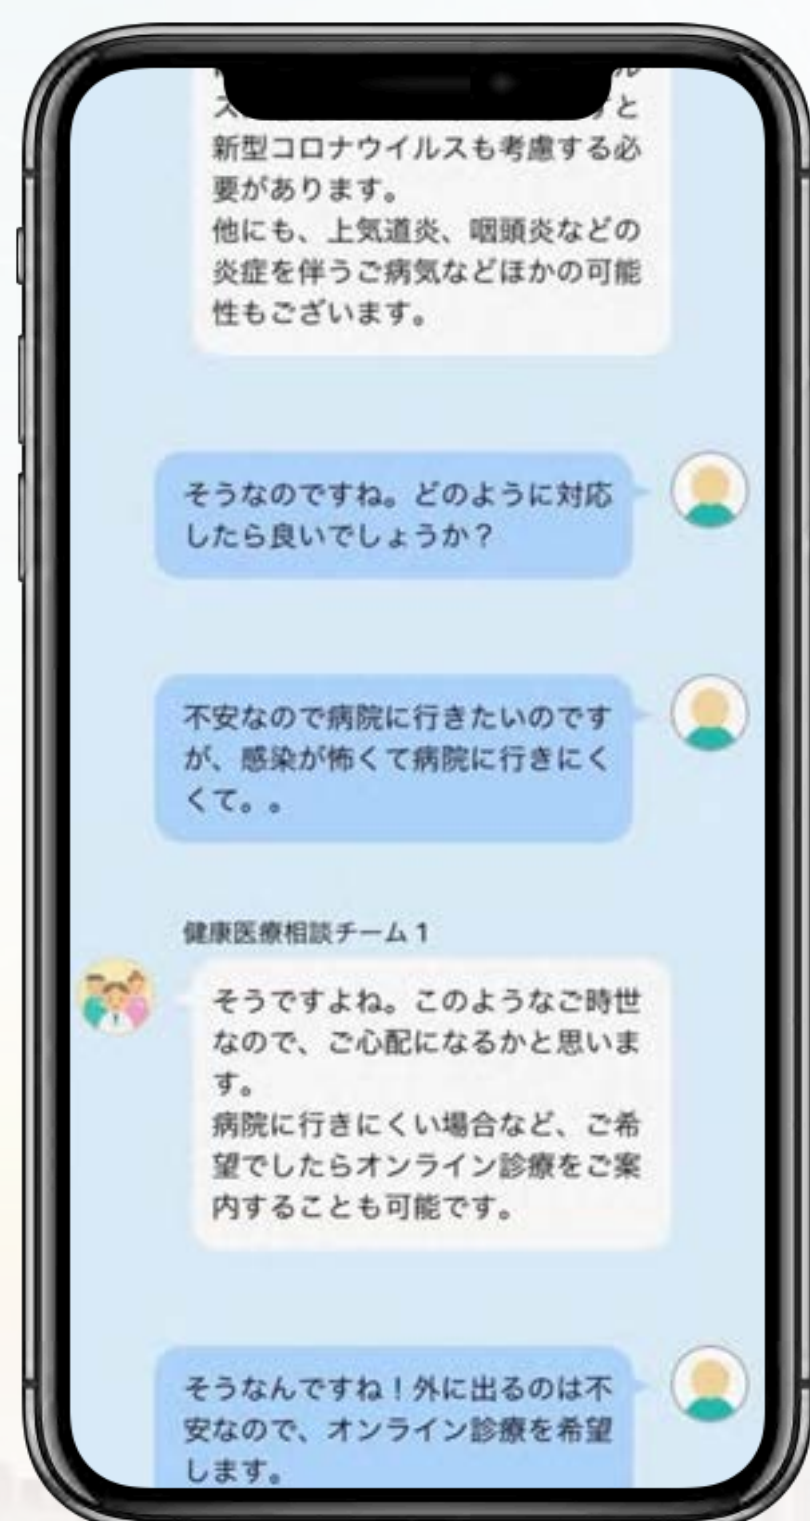 新型コロナウイルスも考慮する必
要があります。
他にも、上気道炎、咽頭炎などの
炎症を伴うご病気などほかの可能
性もございます。
そうなのですね。どのように対応
したら良いでしょうか？
不安なので病院に行きたいのです
が、感染が怖くて病院に行きにく
くて。。
健康医療相談チーム1
そうですよね。このようなご時世
なので、ご心配になるかと思いま
す。
病院に行きにくい場合など、ご希
望でしたらオンライン診療をご案
内することも可能です。
そうなんですね！外に出るのは不
安なので、オンライン診療を希望
します。